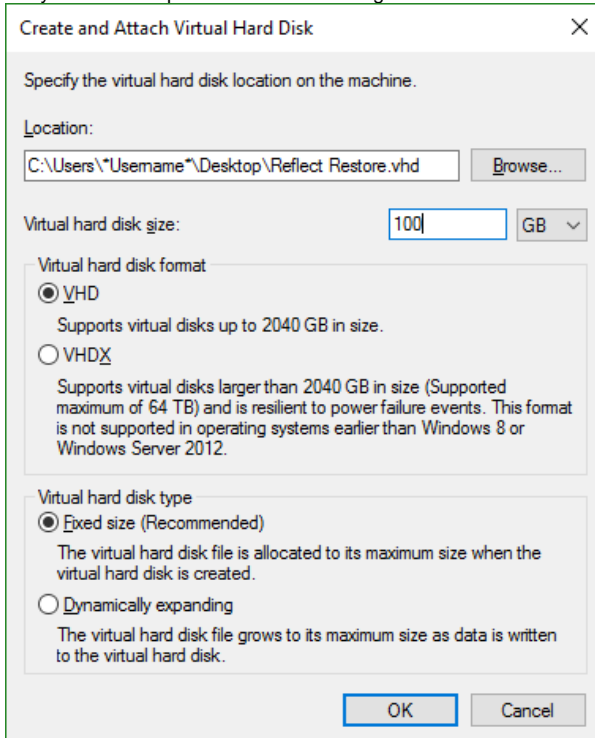 Create and Attach Virtual Hard Disk
Specify the virtual hard disk location on the machine.
Location:
C:\Users\*Username*\Desktop\Reflect Restore.vhd
Browse...
Virtual hard disk size:
100
GB
Virtual hard disk format
VHD
Supports virtual disks up to 2040 GB in size.
VHDX
Supports virtual disks larger than 2040 GB in size (Supported
maximum of 64 TB) and is resilient to power failure events. This format
is not supported in operating systems earlier than Windows 8 or
Windows Server 2012.
Virtual hard disk type
Fixed size (Recommended)
The virtual hard disk file is allocated to its maximum size when the
virtual hard disk is created.
Dynamically expanding
The virtual hard disk file grows to its maximum size as data is written
to the virtual hard disk.
OK
Cancel